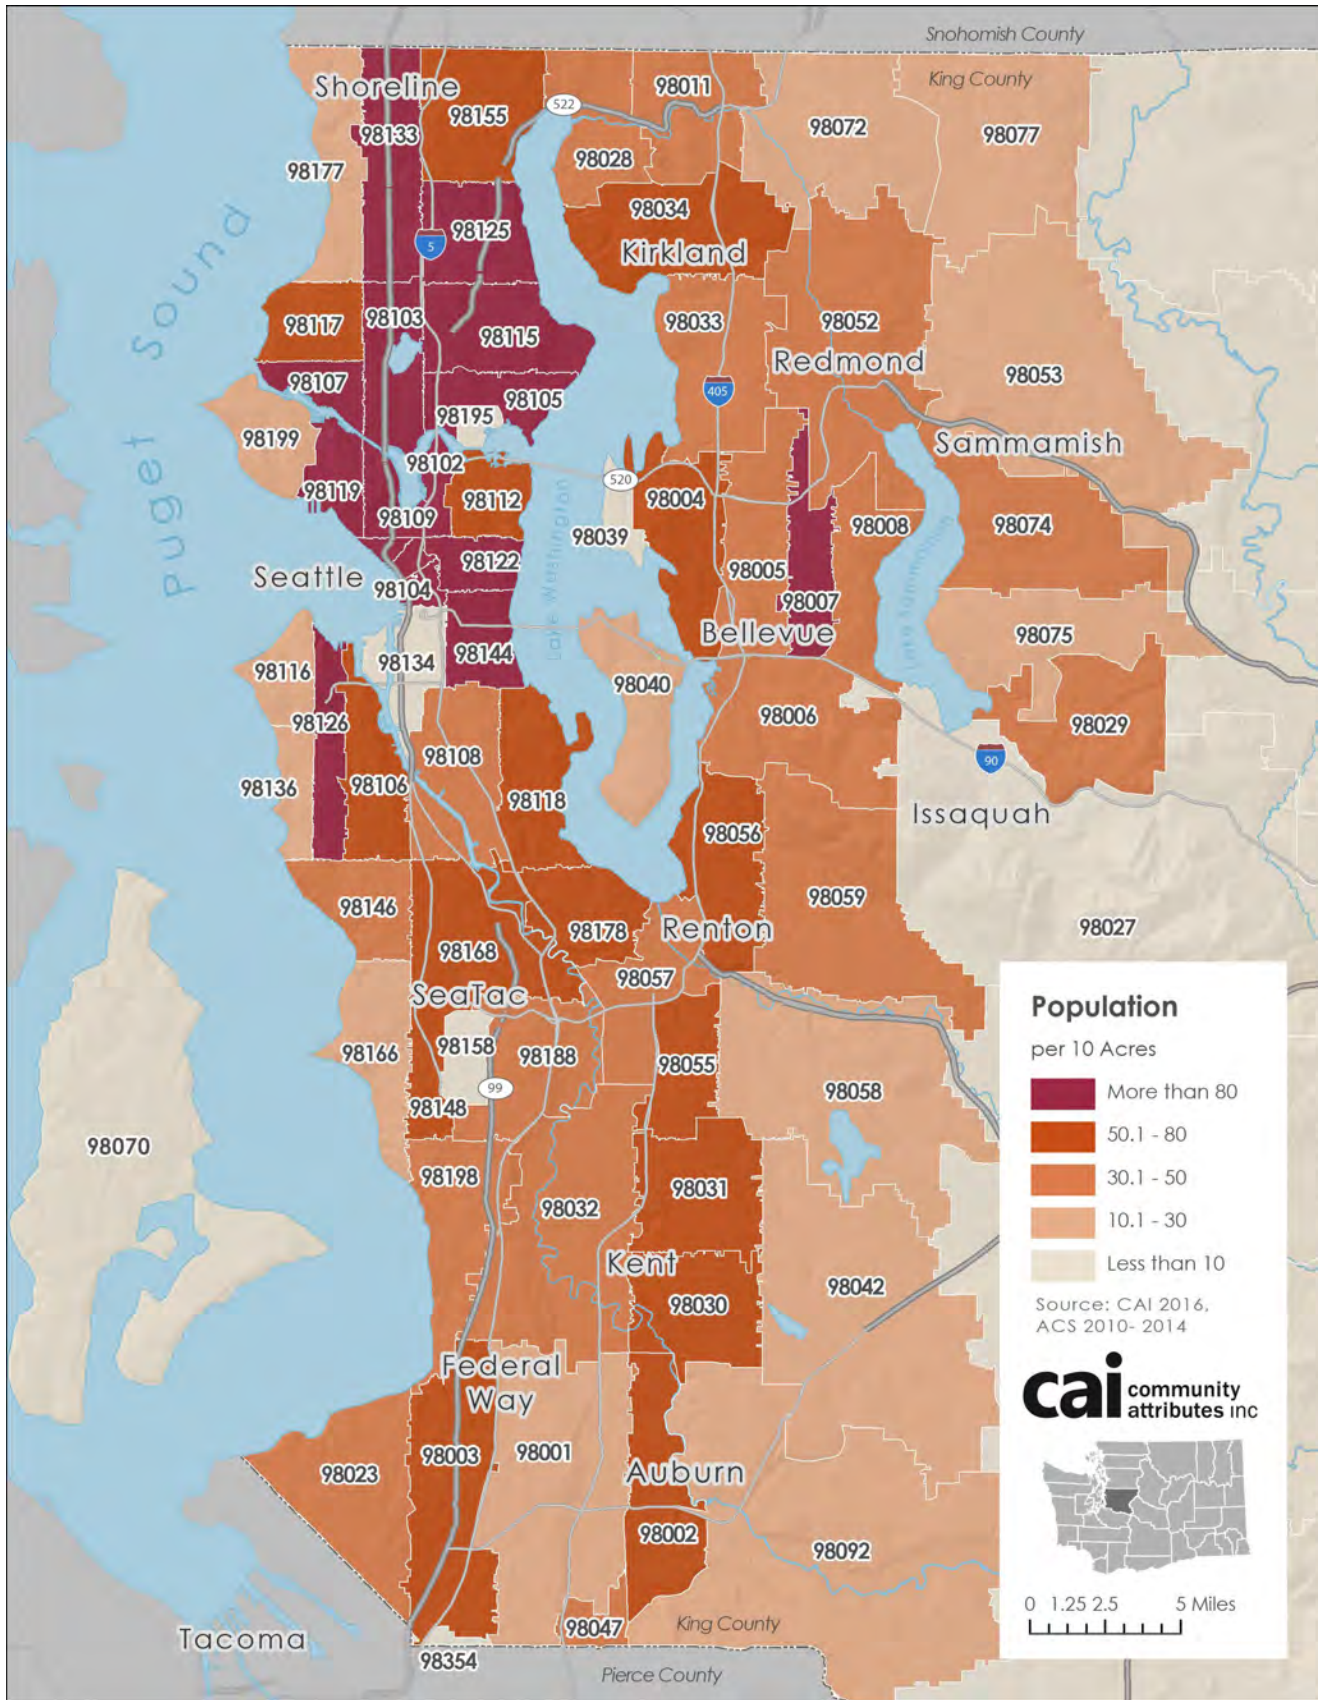 Snohomish County
King County
Shoreline
98011
98155
522
98133
98072
98077
98177
98028
98034
98125
5
Kirkland
Puget Sound
98117
98103
98115
98033
98052
Redmond
98053
98107
98105
405
98195
98199
98102
Sammamish
98119
98112
520
98004
98109
98039
98008
98074
Lake Washington
Lake Sammamish
98122
98005
Seattle
98104
98007
Bellevue
98075
98134
98144
98116
98040
98126
98006
98029
98108
90
98136
98106
98118
Issaquah
98056
98146
98059
98178
Renton
98027
98168
98057
SeaTac
98158
98188
98166
98055
98058
99
98148
98070
98198
98031
98032
Kent
98042
98030
Federal
Way
98003
98001
98023
Auburn
98002
98092
98047
King County
Tacoma
98354
Pierce County
Population
per 10 Acres
More than 80
50.1 - 80
30.1 - 50
10.1 - 30
Less than 10
Source: CAI 2016,
ACS 2010- 2014
cai community
attributes inc
0 1.25 2.5 5 Miles